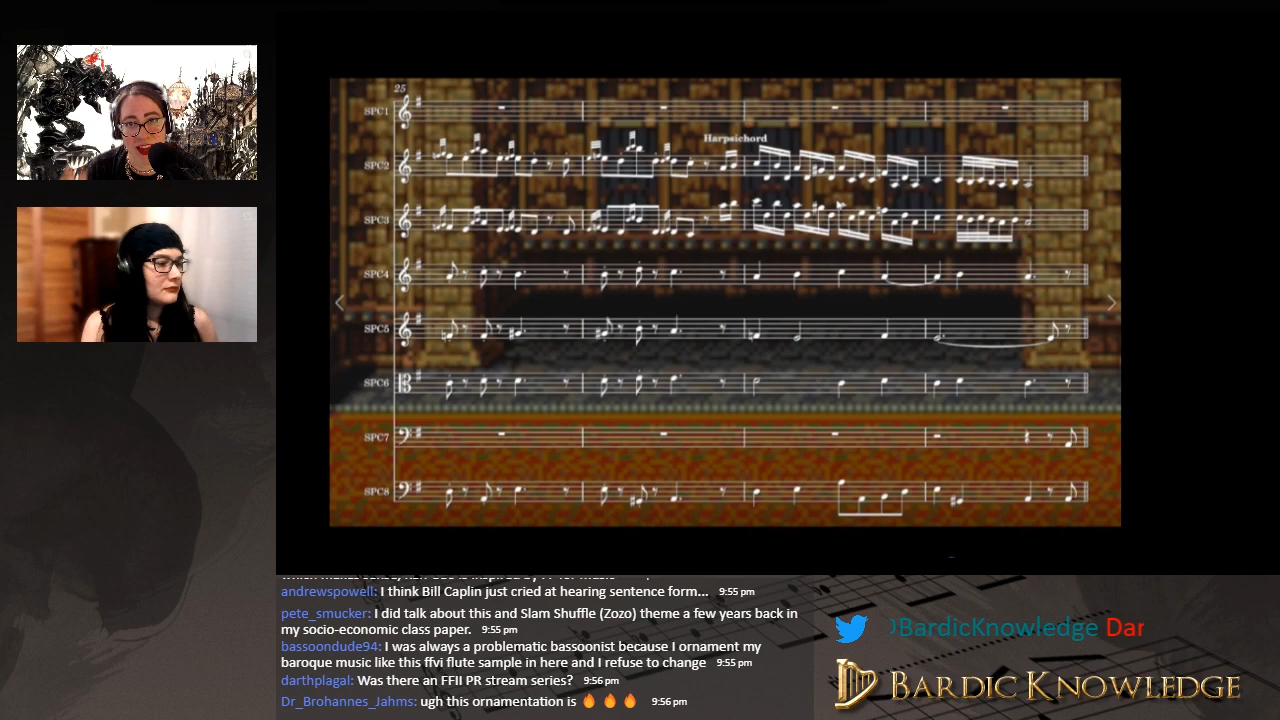 25
SPC1
Harpsichord
SPC2
SPC3
SPC4
SPC5
SPC6
SPC7
SPC8
andrewspowell: I think Bill Caplin just cried at hearing sentence form... 9:55 pm
pete_smucker: I did talk about this and Slam Shuffle (Zozo) theme a few years back in
my socio-economic class paper. 9:55 pm
bassoondude94: I was always a problematic bassoonist because I ornament my
baroque music like this ffvi flute sample in here and I refuse to change 9:55 pm
darthplagal: Was there an FFII PR stream series? 9:56 pm
Dr_Brohannes_Jahms: ugh this ornamentation is 🔥 🔥 🔥 9:56 pm
BardicKnowledge Dar
BARDIC KNOWLEDGE